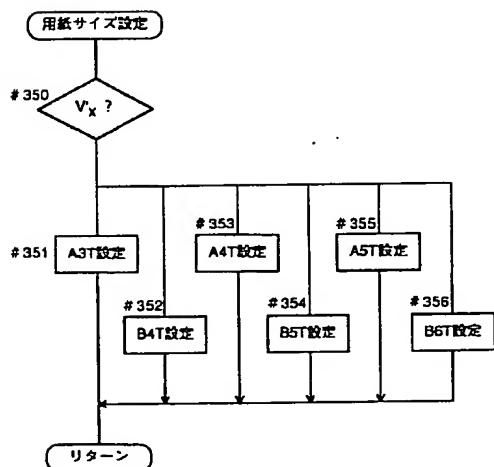 用紙サイズ設定
#350
V'x ?
#353
#355
#351
A3T設定
A4T設定
A5T設定
#352
#354
#356
B4T設定
B5T設定
B6T設定
リターン